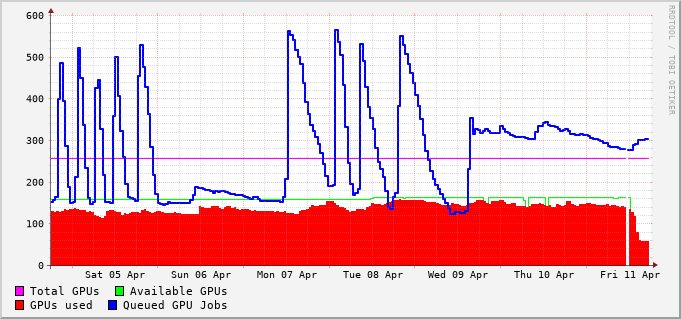 600
500
400
300
200
100
0
Sat 05 Apr Sun 06 Apr Mon 07 Apr Tue 08 Apr Wed 09 Apr Thu 10 Apr Fri 11 Apr
Total GPUs Available GPUs
GPUs used Queued GPU Jobs
RRDTOOL / TOBI OETIKER